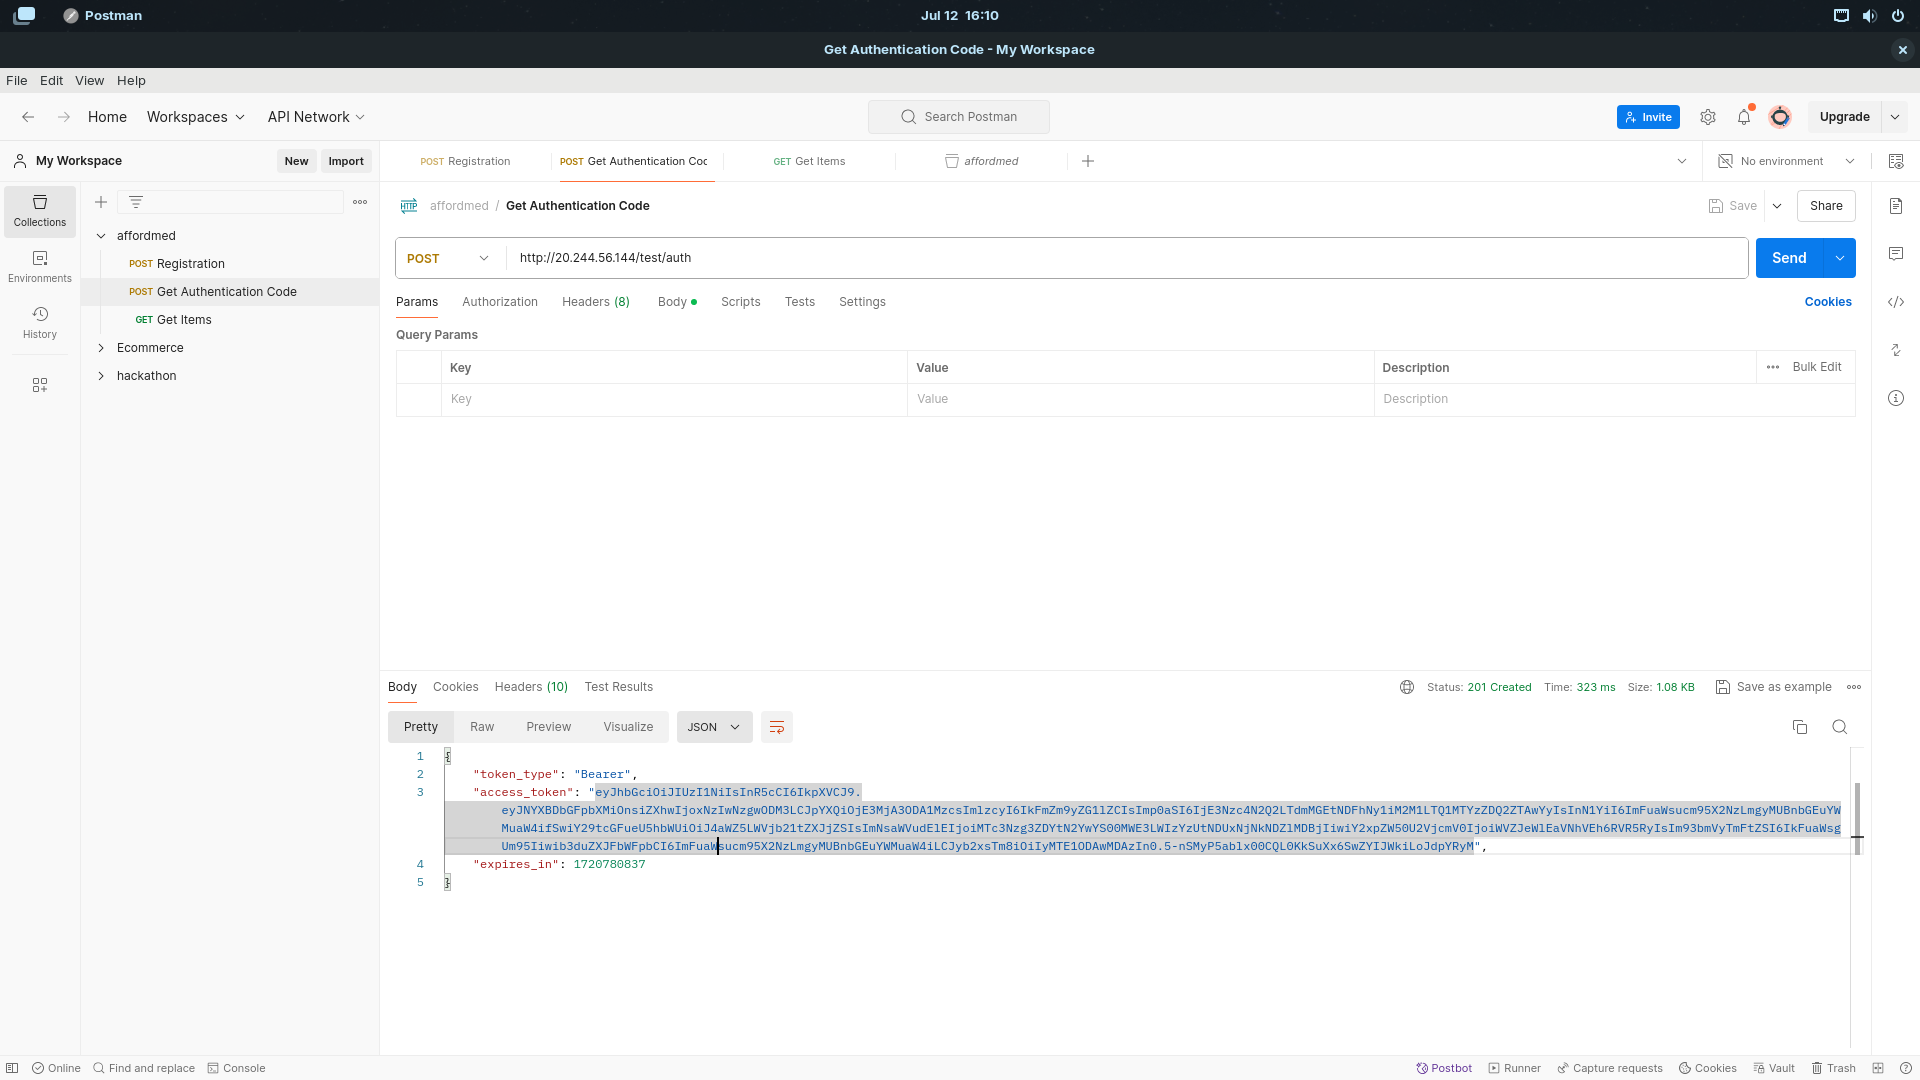 Postman
Jul 12 16:10
Get Authentication Code - My Workspace
File Edit View Help
Home Workspaces API Network
Search Postman
Invite
Upgrade
My Workspace
New Import
POST Registration
POST Get Authentication Coc
GET Get Items
affordmed
No environment
Collections
Environments
History
affordmed
POST Registration
POST Get Authentication Code
GET Get Items
Ecommerce
hackathon
HTTP affordmed / Get Authentication Code
Save Share
POST http://20.244.56.144/test/auth
Send
Params Authorization Headers (8) Body Scripts Tests Settings
Cookies
Query Params
Key Value Description Bulk Edit
Key Value Description
Body Cookies Headers (10) Test Results
Status: 201 Created Time: 323 ms Size: 1.08 KB
Save as example
Pretty Raw Preview Visualize JSON
1 {
2 "token_type": "Bearer",
3 "access_token": "eyJhbGciOiJIUzI1NiIsInR5cCI6IkpXVCJ9.
4 "expires_in": 1720780837
5 }
Online Find and replace Console
Postbot Runner Capture requests Cookies Vault Trash